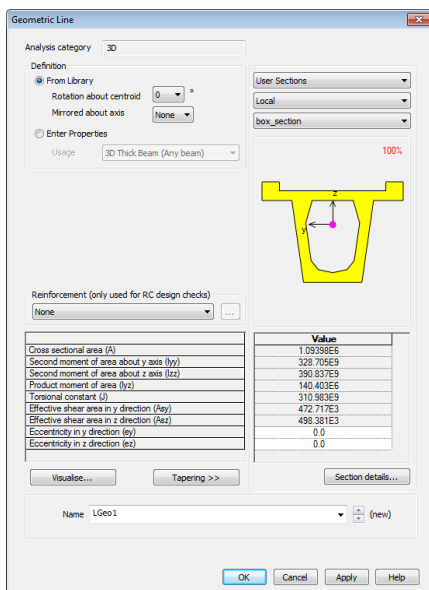 Geometric Line
Analysis category 3D
Definition
From Library
Rotation about centroid 0 °
Mirrored about axis None
Enter Properties
Usage 3D Thick Beam (Any beam)
User Sections
Local
box_section
100%
z
y
Reinforcement (only used for RC design checks)
None ...
Value
Cross sectional area (A) 1.09398E6
Second moment of area about y axis (Iyy) 328.705E9
Second moment of area about z axis (Izz) 390.837E9
Product moment of area (Iyz) 140.403E6
Torsional constant (J) 310.983E9
Effective shear area in y direction (Asy) 472.717E3
Effective shear area in z direction (Asz) 498.381E3
Eccentricity in y direction (ey) 0.0
Eccentricity in z direction (ez) 0.0
Visualise... Tapering >> Section details...
Name LGeo1 (new)
OK Cancel Apply Help